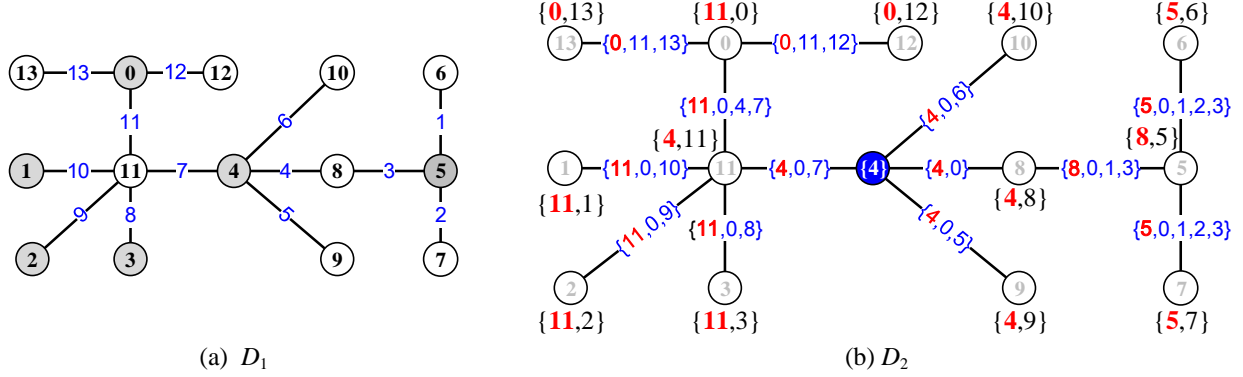 {0,13} {11,0} {0,12} {4,10} {5,6}
13 13 0 12 12 10 6
13 {0,11,13} 0 {0,11,12} 12 10 6
11 6 1
{11,0,4,7} {4,0,6} {5,0,1,2,3}
{4,11} {8,5}
1 10 11 7 4 4 8 3 5
1 {11,0,10} 11 {4,0,7} {4} {4,0} 8 {8,0,1,3} 5
{11,1} {4,8}
9 8 5 2
{11,0,9} {11,0,8} {4,0,5} {5,0,1,2,3}
2 3 9 7
2 3 9 7
{11,2} {11,3} {4,9} {5,7}
(a) D1
(b) D2